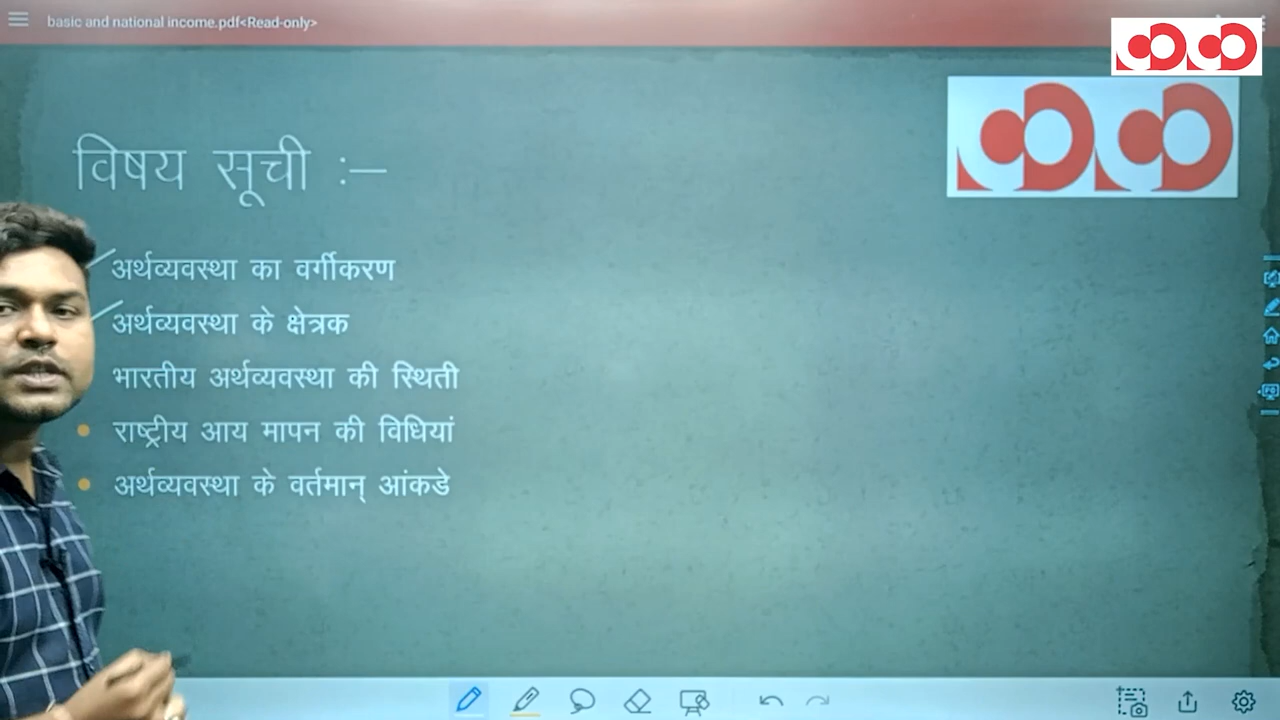 basic and national income.pdf<Read-only>
विषय सूची :–
अर्थव्यवस्था का वर्गीकरण
अर्थव्यवस्था के क्षेत्रक
भारतीय अर्थव्यवस्था की स्थिती
राष्ट्रीय आय मापन की विधियां
अर्थव्यवस्था के वर्तमान् आंकडे